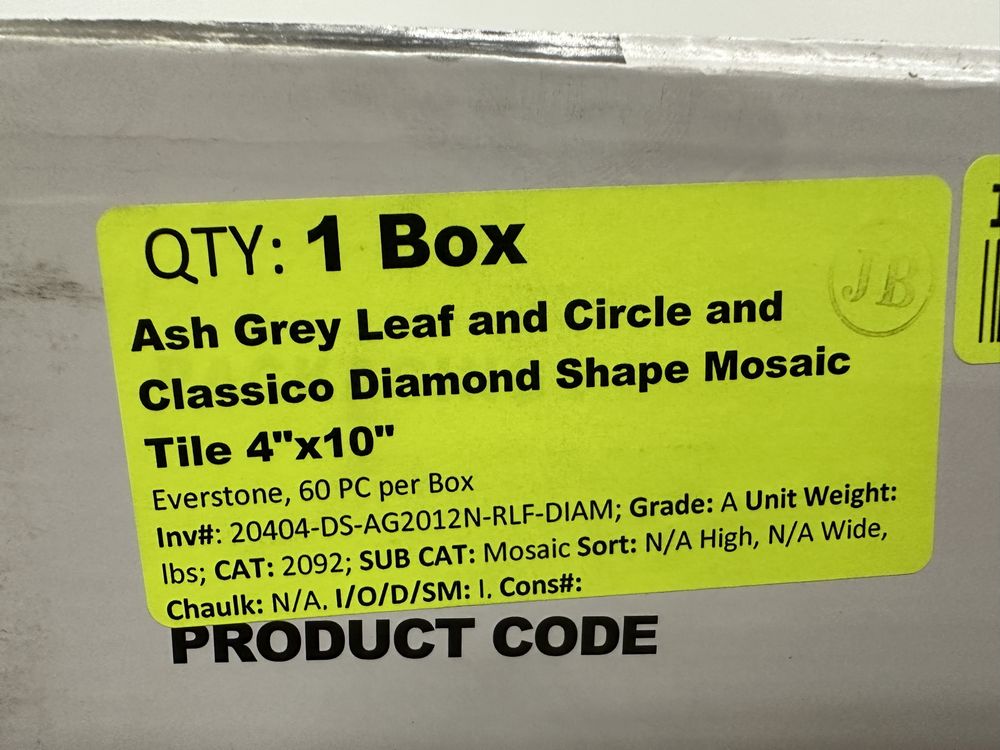 QTY: 1 Box
JB
Ash Grey Leaf and Circle and
Classico Diamond Shape Mosaic
Tile 4"x10"
Everstone, 60 PC per Box
Inv#: 20404-DS-AG2012N-RLF-DIAM; Grade: A Unit Weight:
lbs; CAT: 2092; SUB CAT: Mosaic Sort: N/A High, N/A Wide,
Chaulk: N/A. I/O/D/SM: I. Cons#:
PRODUCT CODE